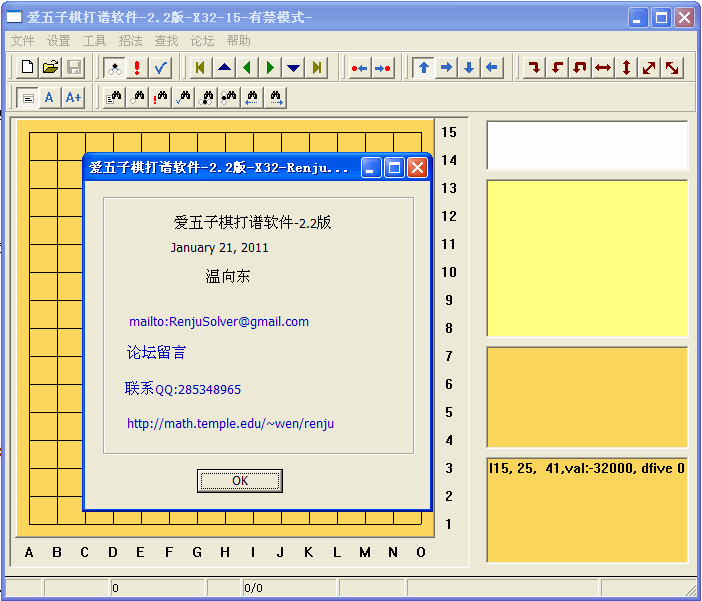 爱五子棋打谱软件-2.2版-X32-15-有禁模式-
文件 设置 工具 招法 查找 论坛 帮助
A A+
15
14
13
12
11
10
9
8
7
6
5
4
3
2
1
A B C D E F G H I J K L M N O
爱五子棋打谱软件-2.2版-X32-Renju...
爱五子棋打谱软件-2.2版
January 21, 2011
温向东
mailto:RenjuSolver@gmail.com
论坛留言
联系QQ:285348965
http://math.temple.edu/~wen/renju
OK
l15, 25, 41,val:-32000, dfive 0
0 0/0